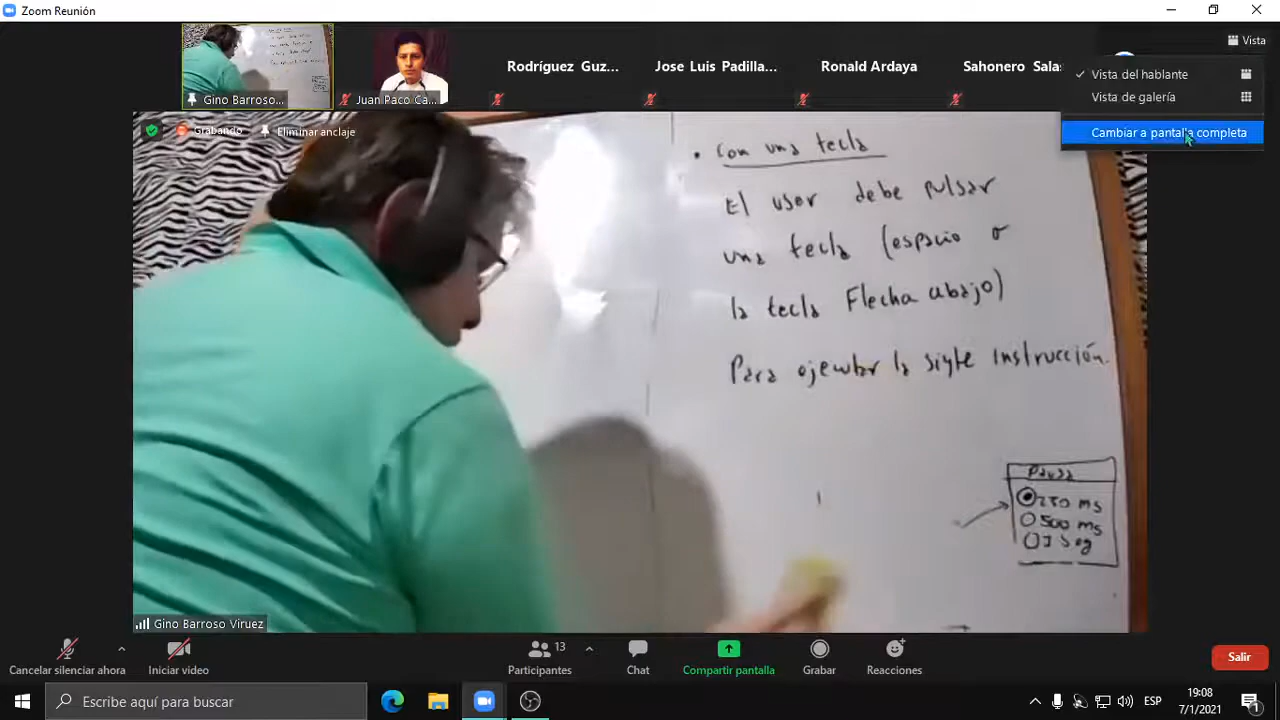 Zoom Reunión
Vista
Gino Barroso...
Juan Paco Ca...
Rodríguez Guz...
Jose Luis Padilla...
Ronald Ardaya
Sahonero Sala
Vista del hablante
Vista de galería
Cambiar a pantalla completa
Grabando
Eliminar anclaje
• Con una tecla
El user debe pulsar
una tecla (espacio o
la tecla Flecha abajo)
Para ejecutar la sigte instrucción.
Pausa
250 ms
500 ms
1 Seg
Gino Barroso Viruez
Cancelar silenciar ahora
Iniciar video
13
Participantes
Chat
Compartir pantalla
Grabar
Reacciones
Salir
Escribe aquí para buscar
ESP
19:08
7/1/2021
1